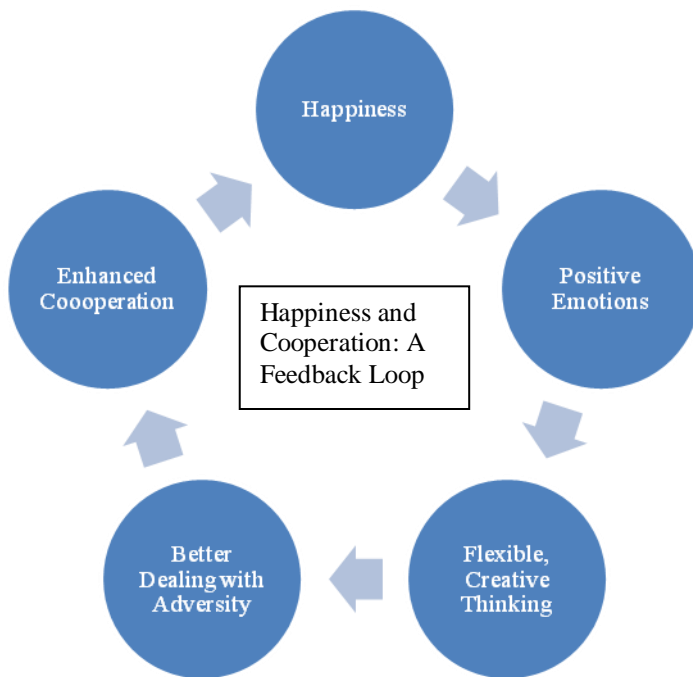 Happiness
Positive
Emotions
Flexible,
Creative
Thinking
Better
Dealing with
Adversity
Enhanced
Coooperation
Happiness and
Cooperation: A
Feedback Loop